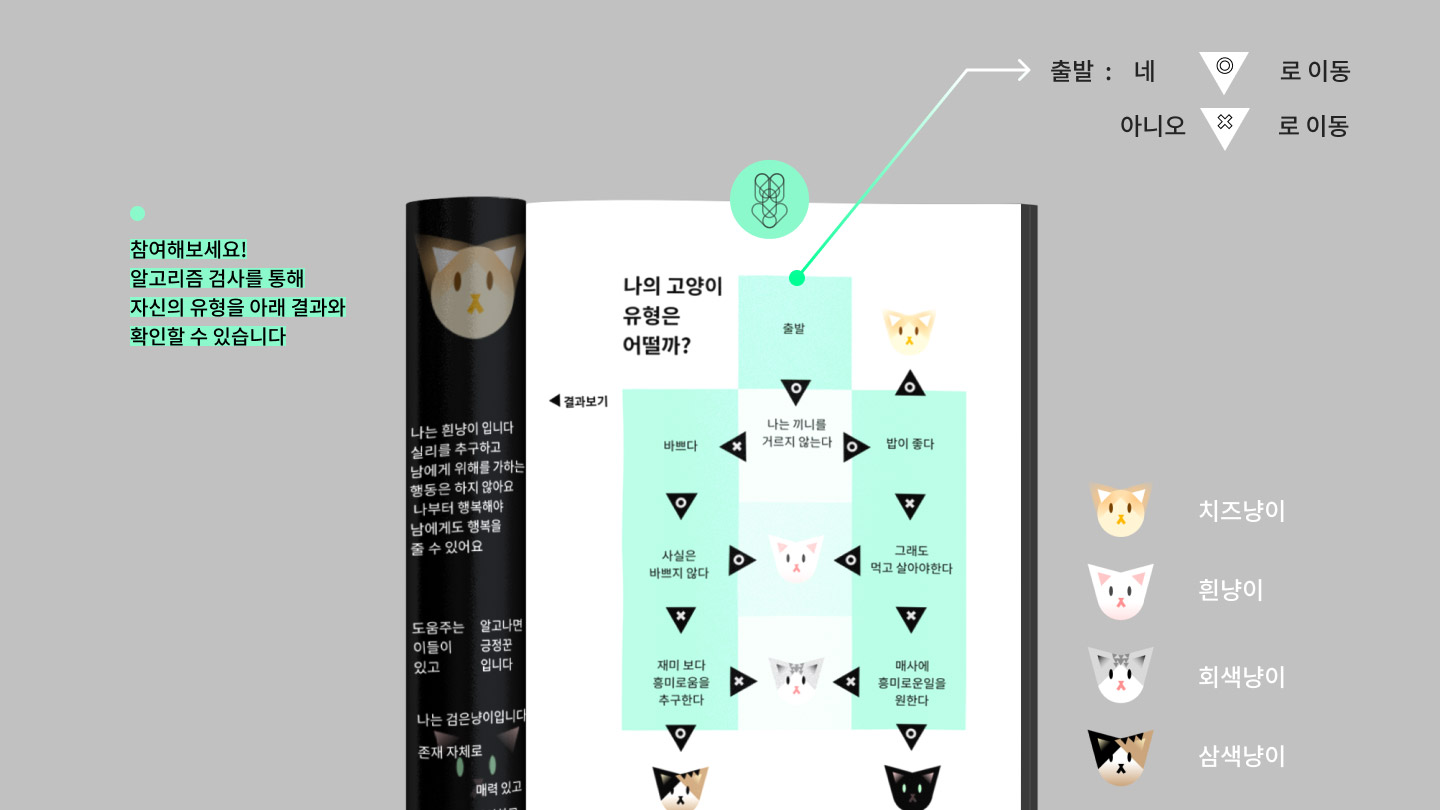 출발 : 네 로 이동
아니오 로 이동
참여해보세요!
알고리즘 검사를 통해
자신의 유형을 아래 결과와
확인할 수 있습니다
나는 흰냥이 입니다
실리를 추구하고
남에게 위해를 가하는
행동은 하지 않아요
나부터 행복해야
남에게도 행복을
줄 수 있어요
도움주는
이들이
있고
알고나면
긍정꾼
입니다
나는 검은냥이입니다
존재 자체로
매력 있고
나의 고양이
유형은
어떨까?
출발
결과보기
나는 끼니를
거르지 않는다
바쁘다
밥이 좋다
사실은
바쁘지 않다
그래도
먹고 살아야한다
재미 보다
흥미로움을
추구한다
매사에
흥미로운일을
원한다
치즈냥이
흰냥이
회색냥이
삼색냥이